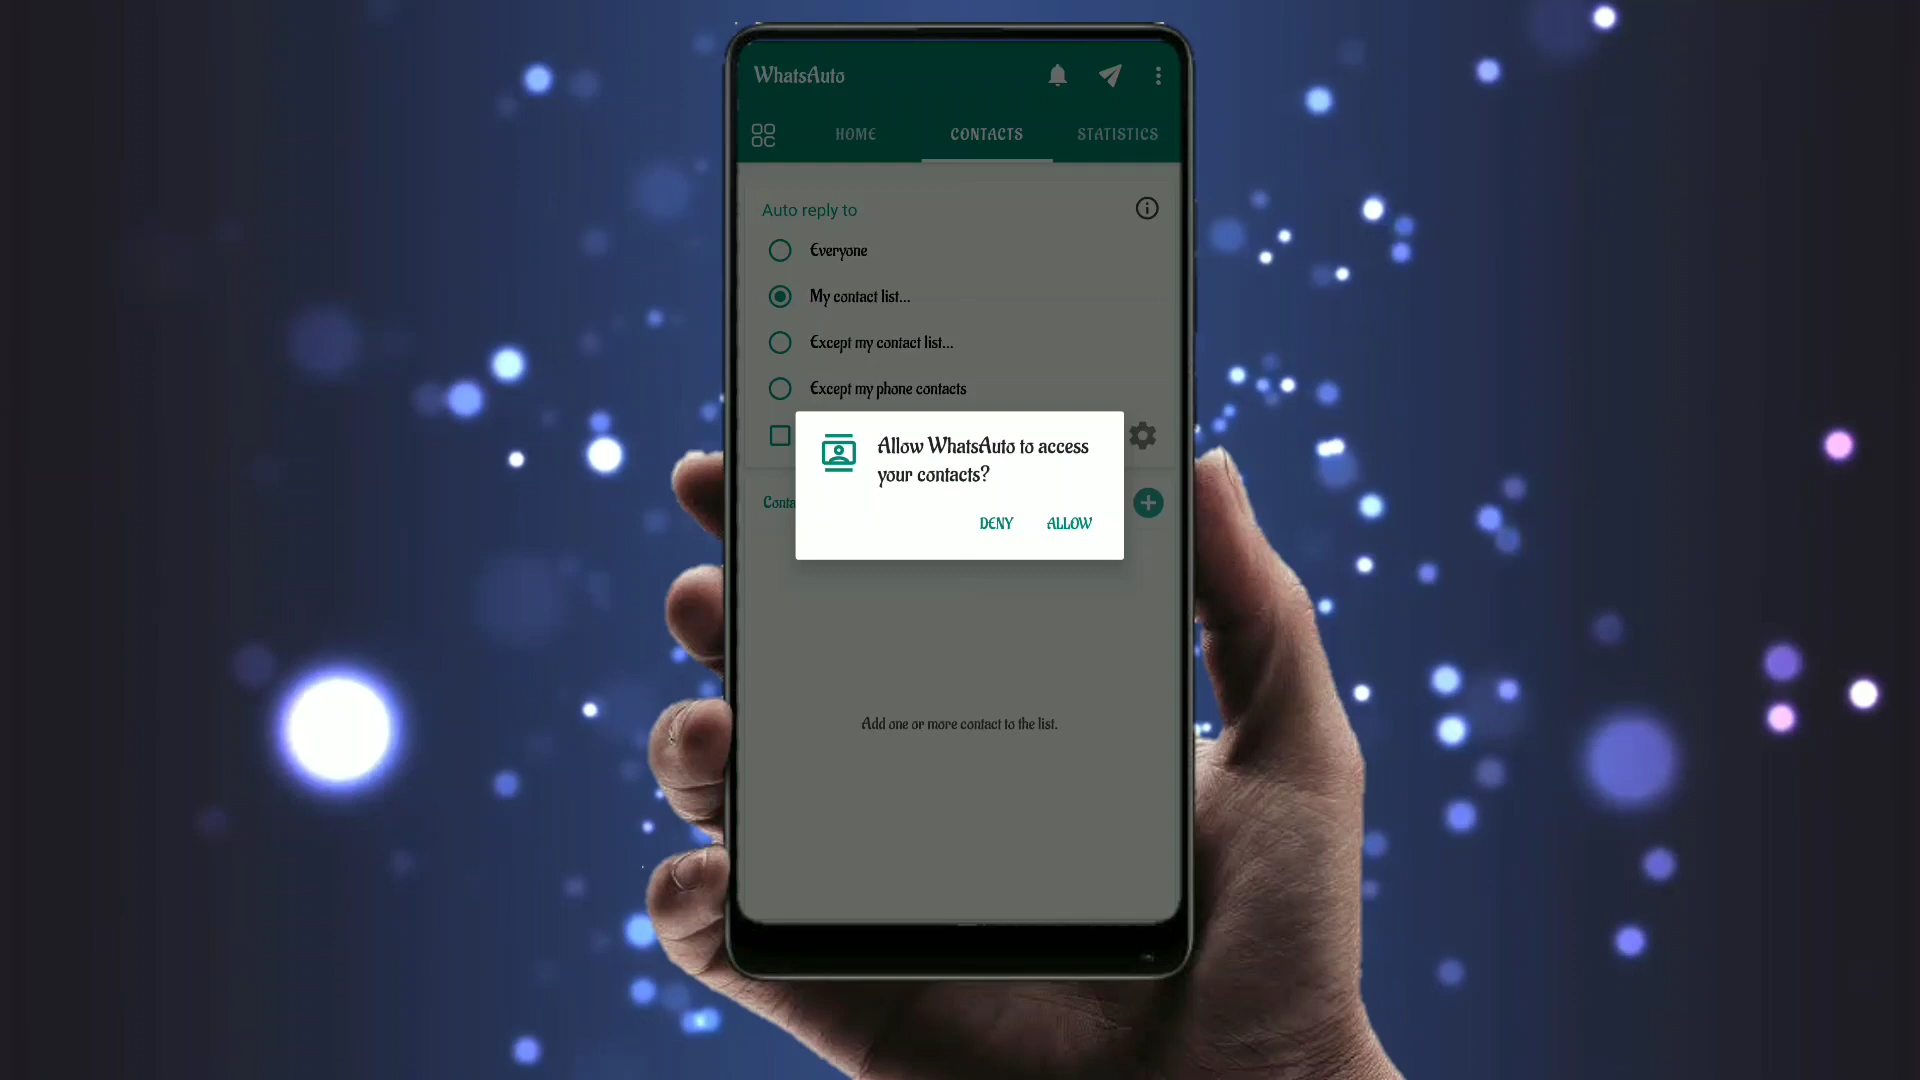 WhatsAuto
HOME
CONTACTS
STATISTICS
Auto reply to
Everyone
My contact list...
Except my contact list...
Except my phone contacts
Allow WhatsAuto to access
your contacts?
DENY
ALLOW
Add one or more contact to the list.